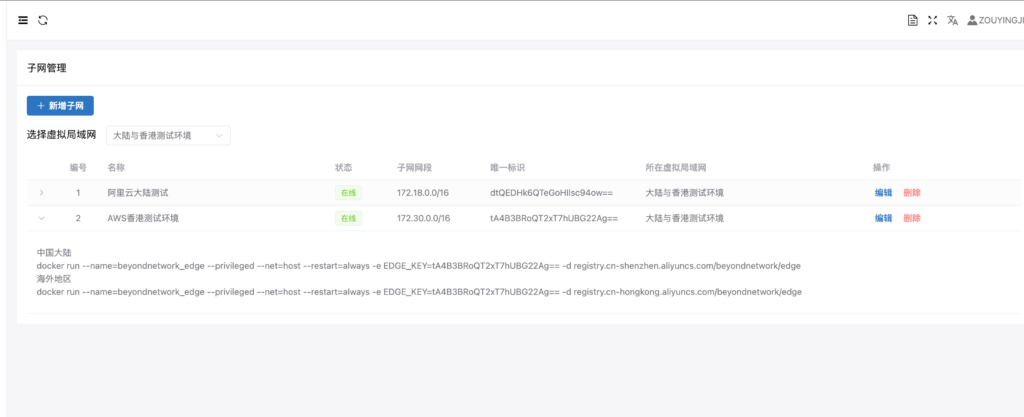 ZOUYINGJI
子网管理
+ 新增子网
选择虚拟局域网 大陆与香港测试环境
编号 名称 状态 子网网段 唯一标识 所在虚拟局域网 操作
1 阿里云大陆测试 在线 172.18.0.0/16 dtQEDHk6QTeGoHIlsc94ow== 大陆与香港测试环境 编辑 删除
2 AWS香港测试环境 在线 172.30.0.0/16 tA4B3BRoQT2xT7hUBG22Ag== 大陆与香港测试环境 编辑 删除
中国大陆
docker run --name=beyondnetwork_edge --privileged --net=host --restart=always -e EDGE_KEY=tA4B3BRoQT2xT7hUBG22Ag== -d registry.cn-shenzhen.aliyuncs.com/beyondnetwork/edge
海外地区
docker run --name=beyondnetwork_edge --privileged --net=host --restart=always -e EDGE_KEY=tA4B3BRoQT2xT7hUBG22Ag== -d registry.cn-hongkong.aliyuncs.com/beyondnetwork/edge